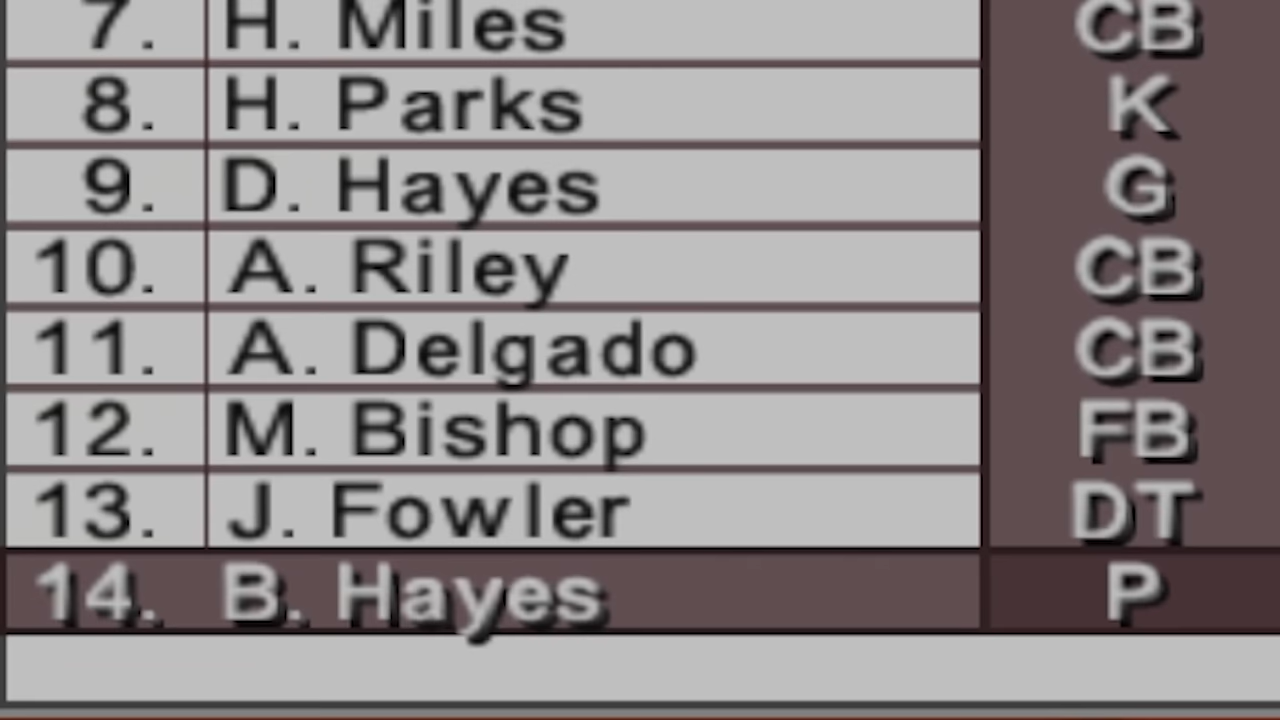 7. H. Miles CB
8. H. Parks K
9. D. Hayes G
10. A. Riley CB
11. A. Delgado CB
12. M. Bishop FB
13. J. Fowler DT
14. B. Hayes P